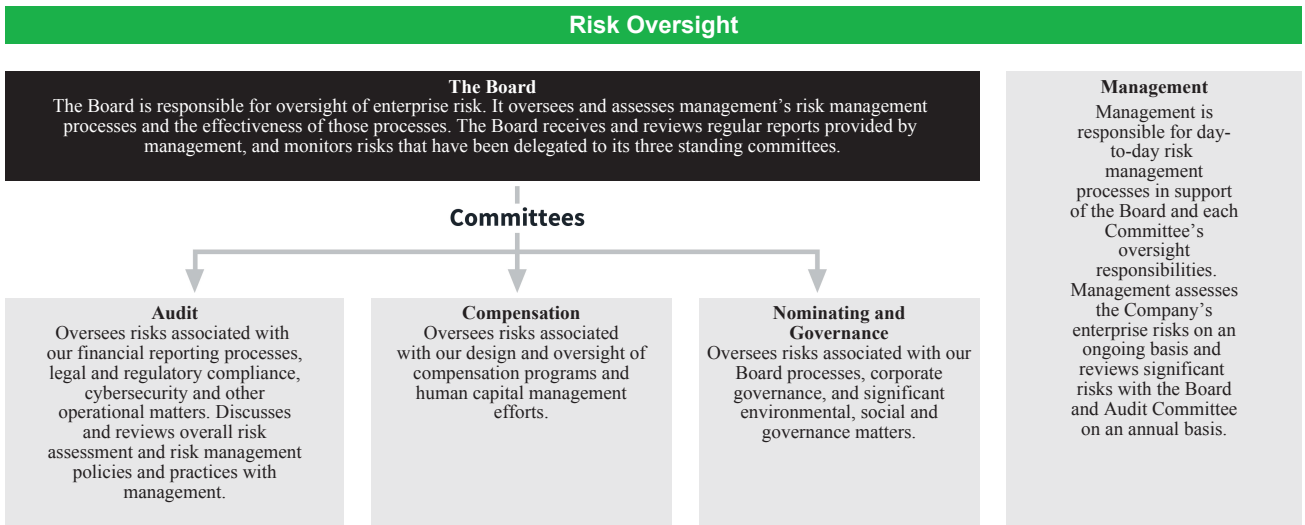 Risk Oversight
The Board
The Board is responsible for oversight of enterprise risk. It oversees and assesses management’s risk management
processes and the effectiveness of those processes. The Board receives and reviews regular reports provided by
management, and monitors risks that have been delegated to its three standing committees.
Committees
Audit
Oversees risks associated with
our financial reporting processes,
legal and regulatory compliance,
cybersecurity and other
operational matters. Discusses
and reviews overall risk
assessment and risk management
policies and practices with
management.
Compensation
Oversees risks associated
with our design and oversight of
compensation programs and
human capital management
efforts.
Nominating and
Governance
Oversees risks associated with our
Board processes, corporate
governance, and significant
environmental, social and
governance matters.
Management
Management is
responsible for day-
to-day risk
management
processes in support
of the Board and each
Committee’s
oversight
responsibilities.
Management assesses
the Company’s
enterprise risks on an
ongoing basis and
reviews significant
risks with the Board
and Audit Committee
on an annual basis.